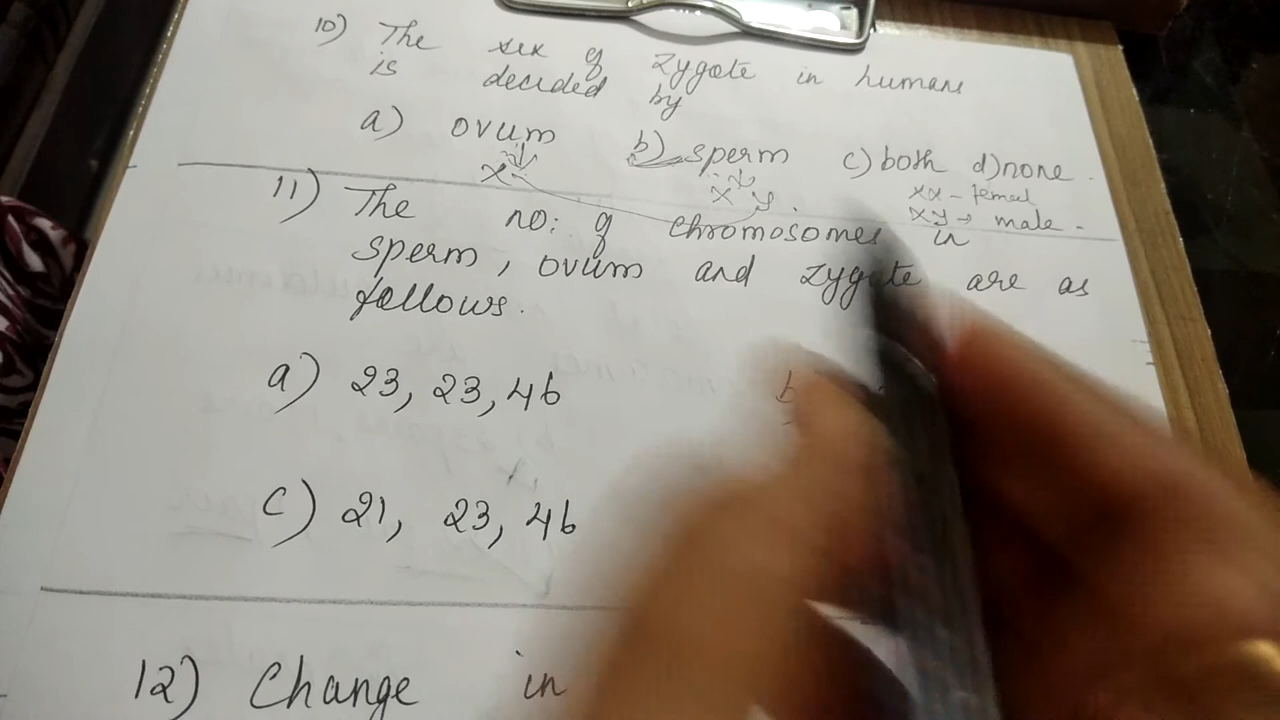 10) The sex of zygote in humans
is decided by
a) ovum b) sperm c) both d) none.
X X y. XX - femal
Xy → male -
11) The no: of chromosomes in
sperm, ovum and zygote are as
follows.
a) 23, 23, 46 b
c) 21, 23, 46
12) Change in